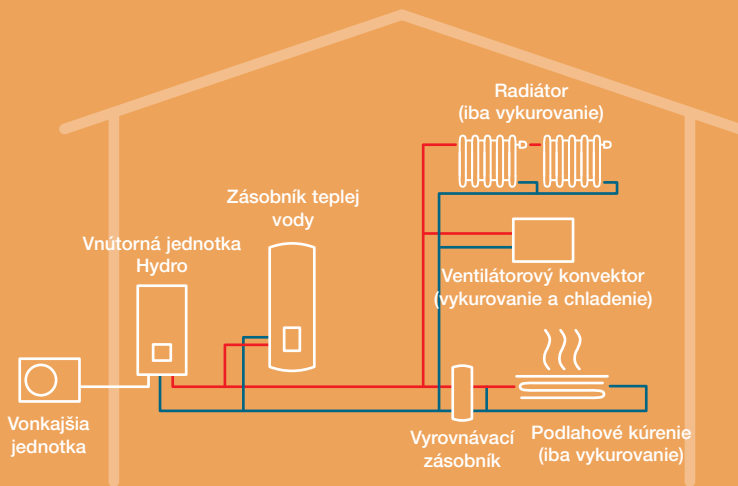 Radiátor
(iba vykurovanie)
Zásobník teplej
vody
Vnútorná jednotka
Hydro
Ventilátorový konvektor
(vykurovanie a chladenie)
Vonkajšia
jednotka
Vyrovnávací
zásobník
Podlahové kúrenie
(iba vykurovanie)